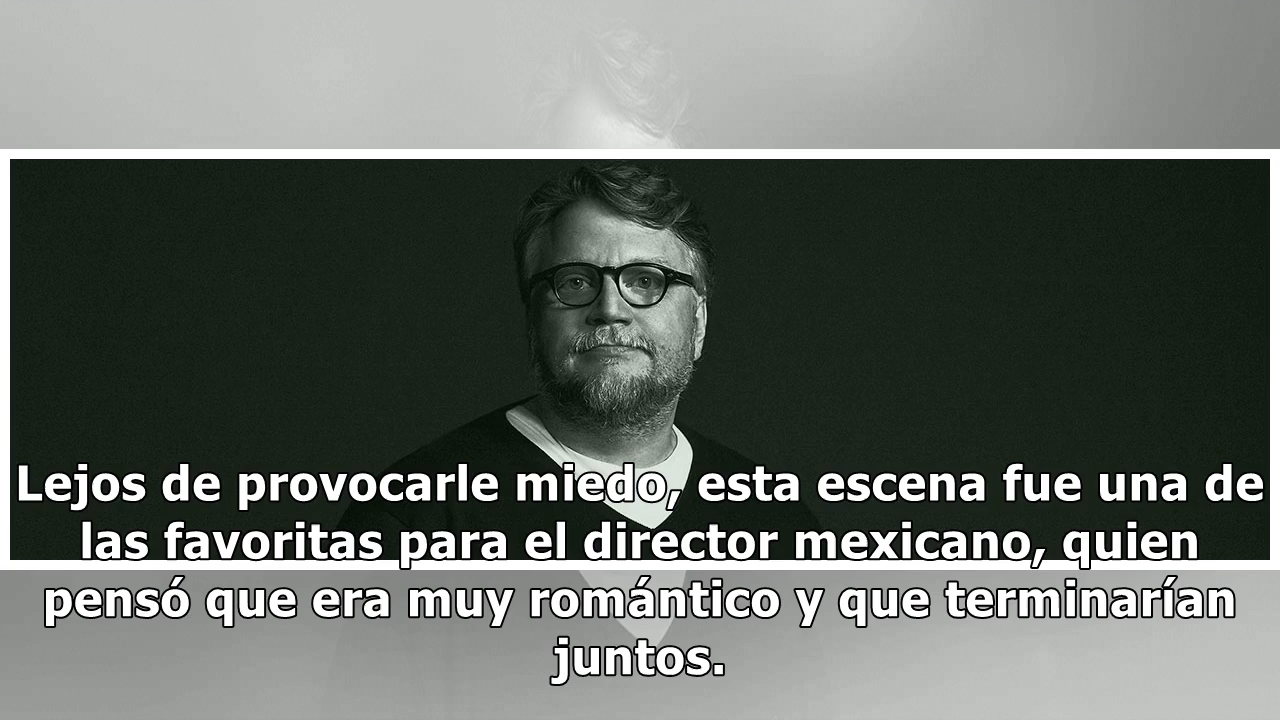 Lejos de provocarle miedo, esta escena fue una de
las favoritas para el director mexicano, quien
pensó que era muy romántico y que terminarían
juntos.